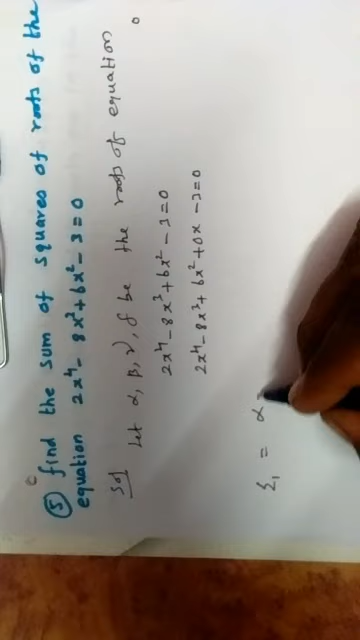 ⑤ find the sum of squares of roots of the
equation 2x⁴ - 8x³ + 6x² - 3 = 0
Sol Let α, β, γ, δ be the roots of equation
2x⁴ - 8x³ + 6x² - 3 = 0
2x⁴ - 8x³ + 6x² + 0x - 3 = 0
Σ₁ = α